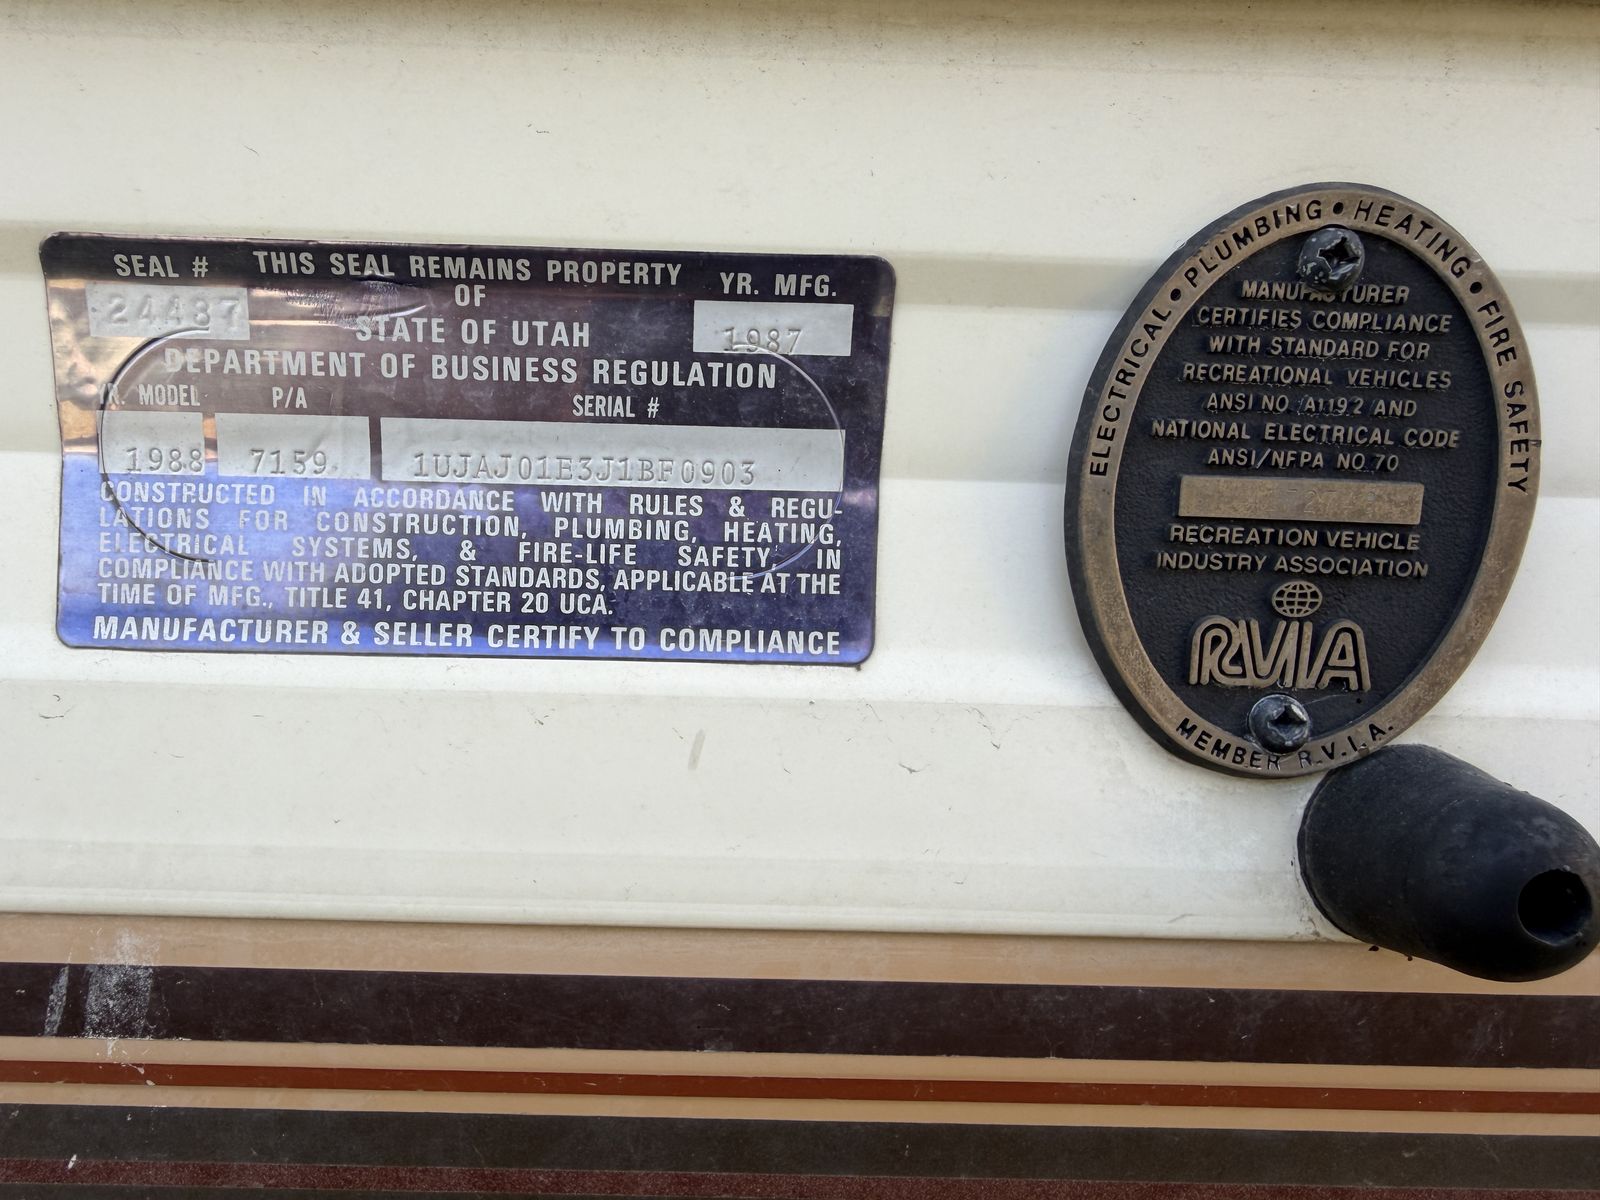 SEAL # THIS SEAL REMAINS PROPERTY YR. MFG.
24487 OF 1987
STATE OF UTAH
DEPARTMENT OF BUSINESS REGULATION
YR. MODEL P/A SERIAL #
1988 7159 1UJAJ01E3J1BF0903
CONSTRUCTED IN ACCORDANCE WITH RULES & REGU-
LATIONS FOR CONSTRUCTION, PLUMBING, HEATING,
ELECTRICAL SYSTEMS, & FIRE-LIFE SAFETY, IN
COMPLIANCE WITH ADOPTED STANDARDS, APPLICABLE AT THE
TIME OF MFG., TITLE 41, CHAPTER 20 UCA.
MANUFACTURER & SELLER CERTIFY TO COMPLIANCE
ELECTRICAL • PLUMBING • HEATING • FIRE SAFETY
MANUFACTURER
CERTIFIES COMPLIANCE
WITH STANDARD FOR
RECREATIONAL VEHICLES
ANSI NO. A119.2 AND
NATIONAL ELECTRICAL CODE
ANSI/NFPA NO. 70
RECREATION VEHICLE
INDUSTRY ASSOCIATION
RVIA
MEMBER R.V.I.A.